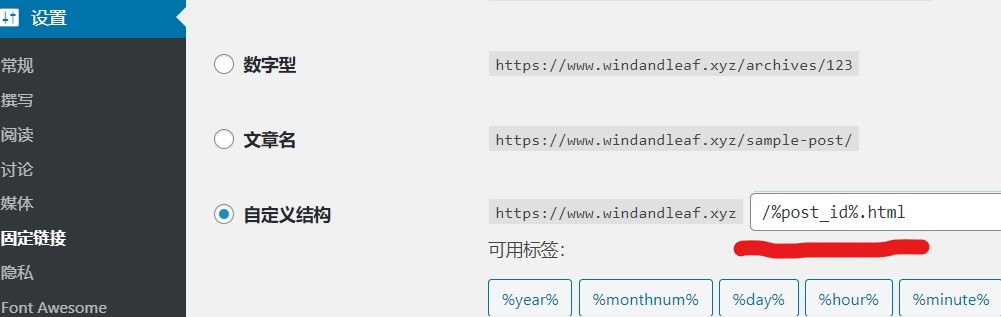 设置
常规
撰写
阅读
讨论
媒体
固定链接
隐私
Font Awesome
数字型 https://www.windandleaf.xyz/archives/123
文章名 https://www.windandleaf.xyz/sample-post/
自定义结构 https://www.windandleaf.xyz /%post_id%.html
可用标签：
%year% %monthnum% %day% %hour% %minute%